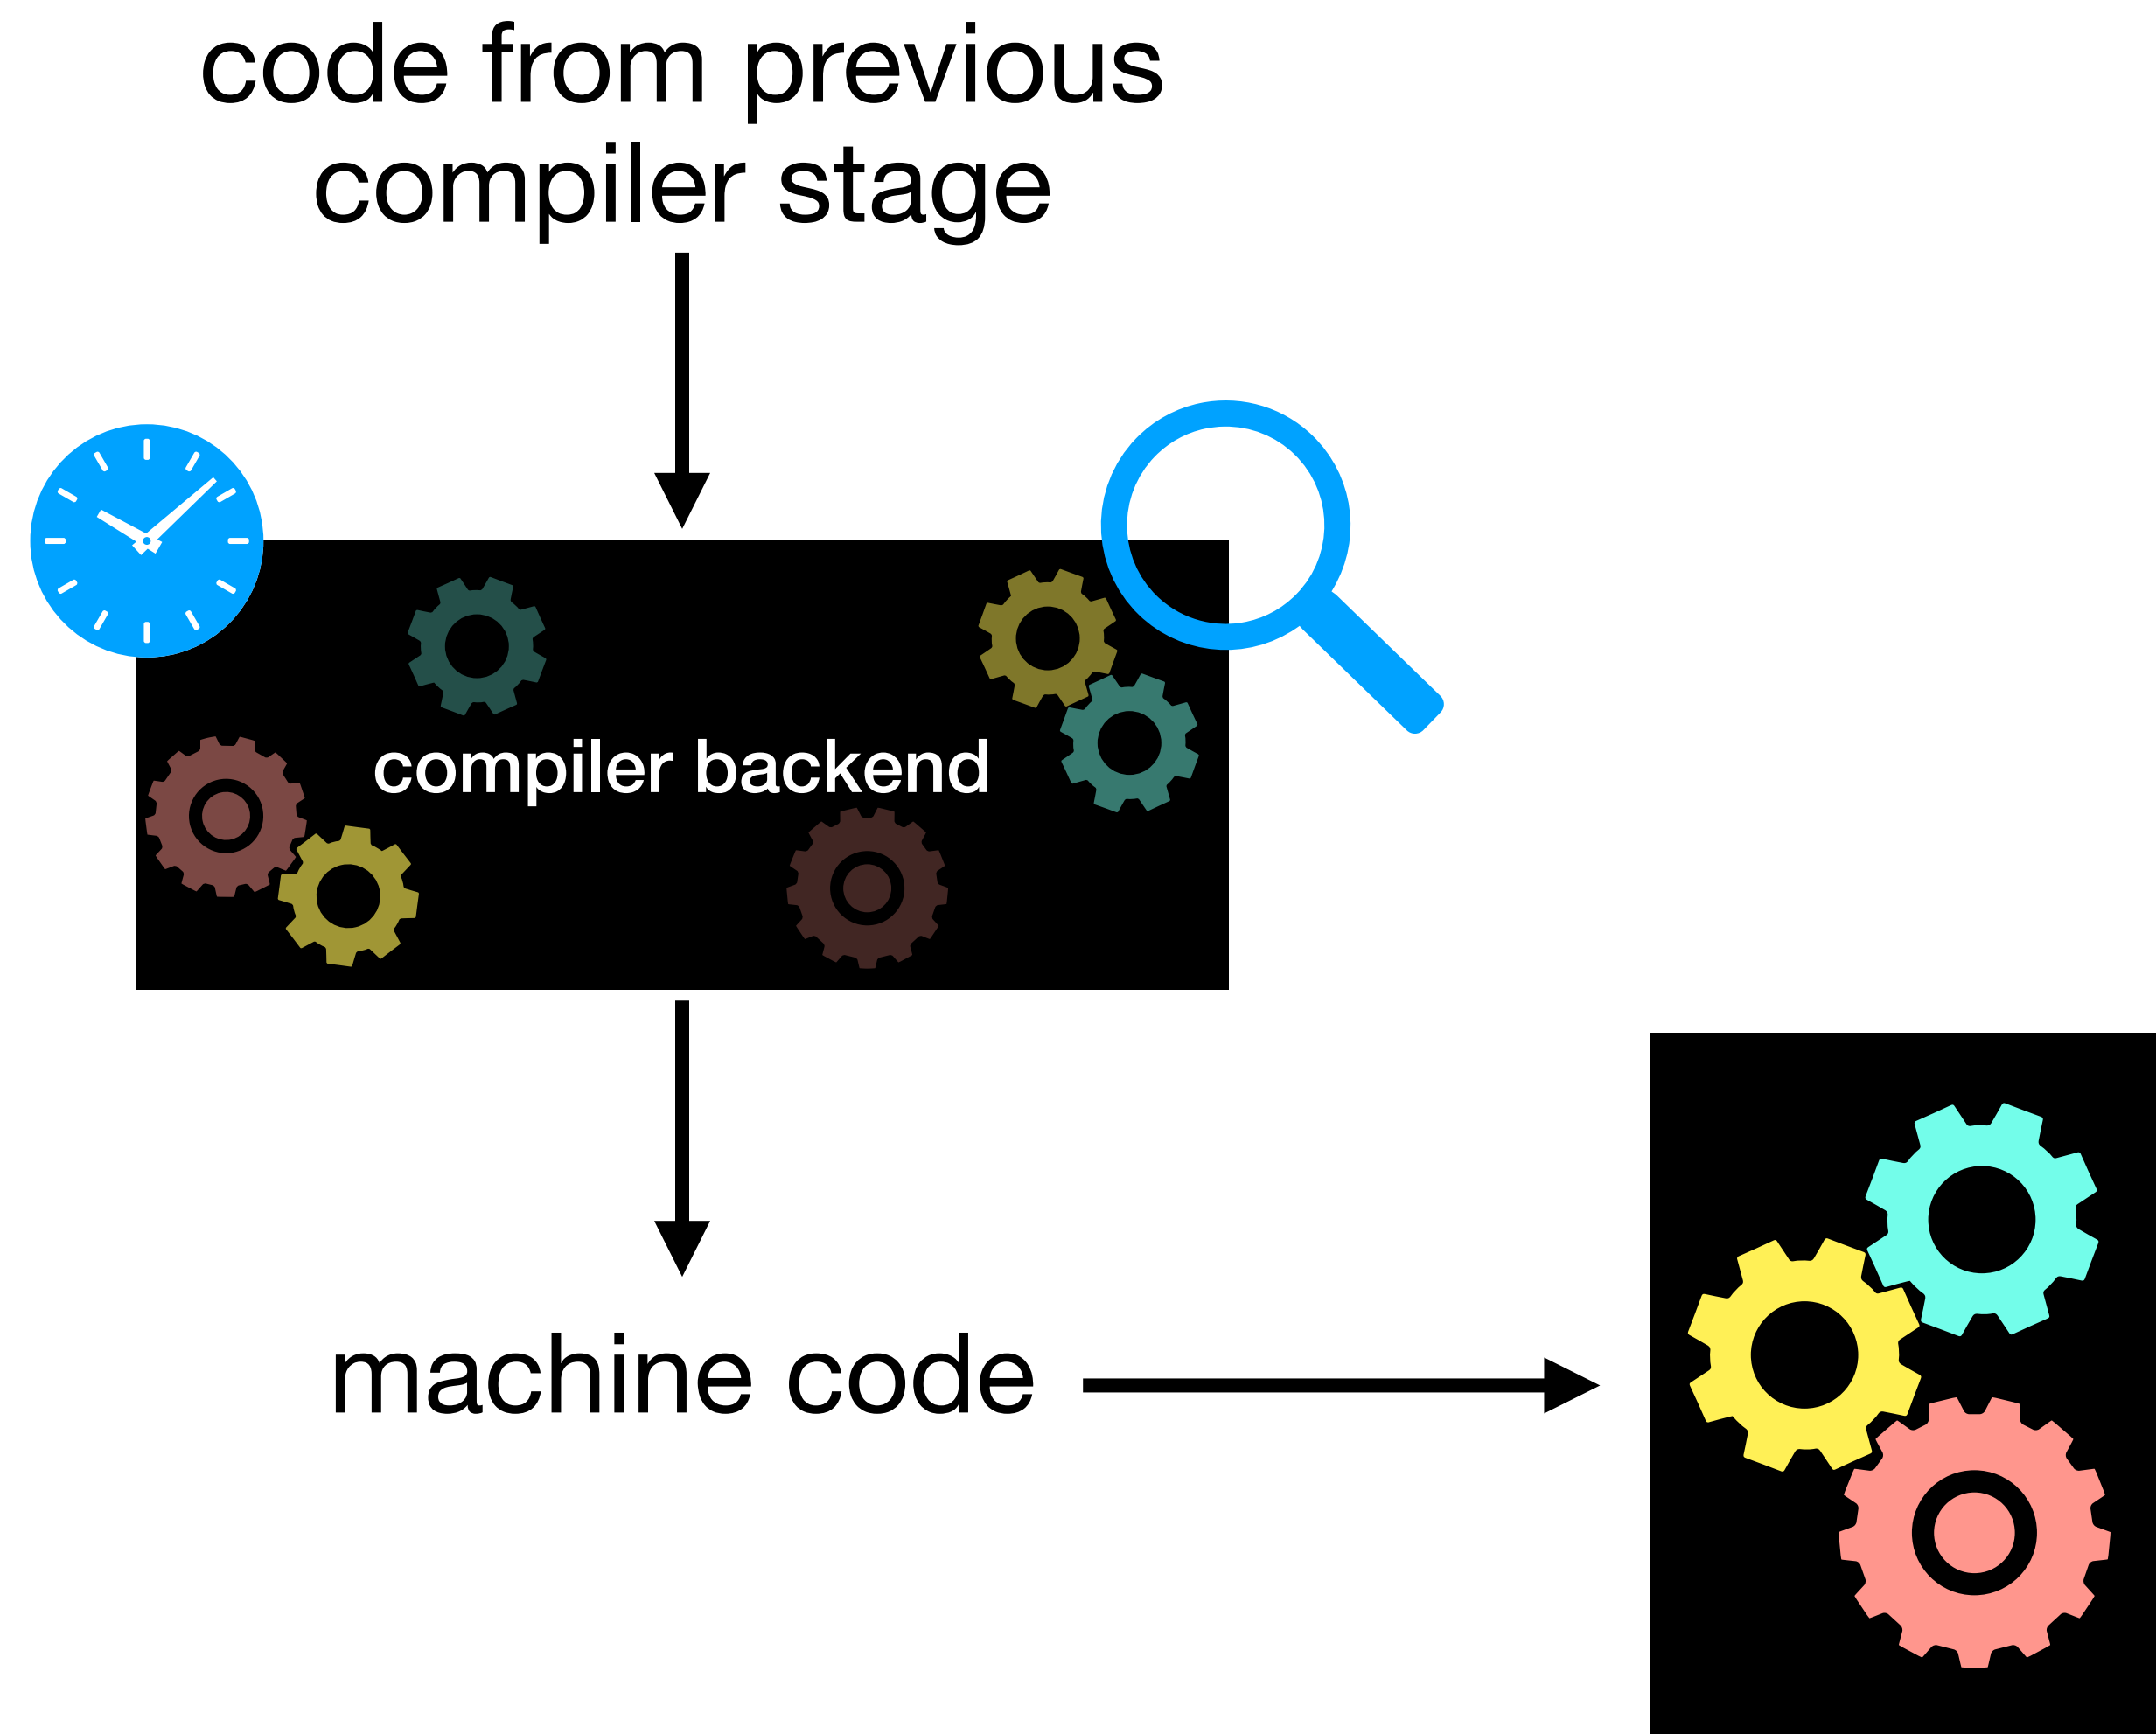 code from previous
compiler stage
compiler backend
machine code